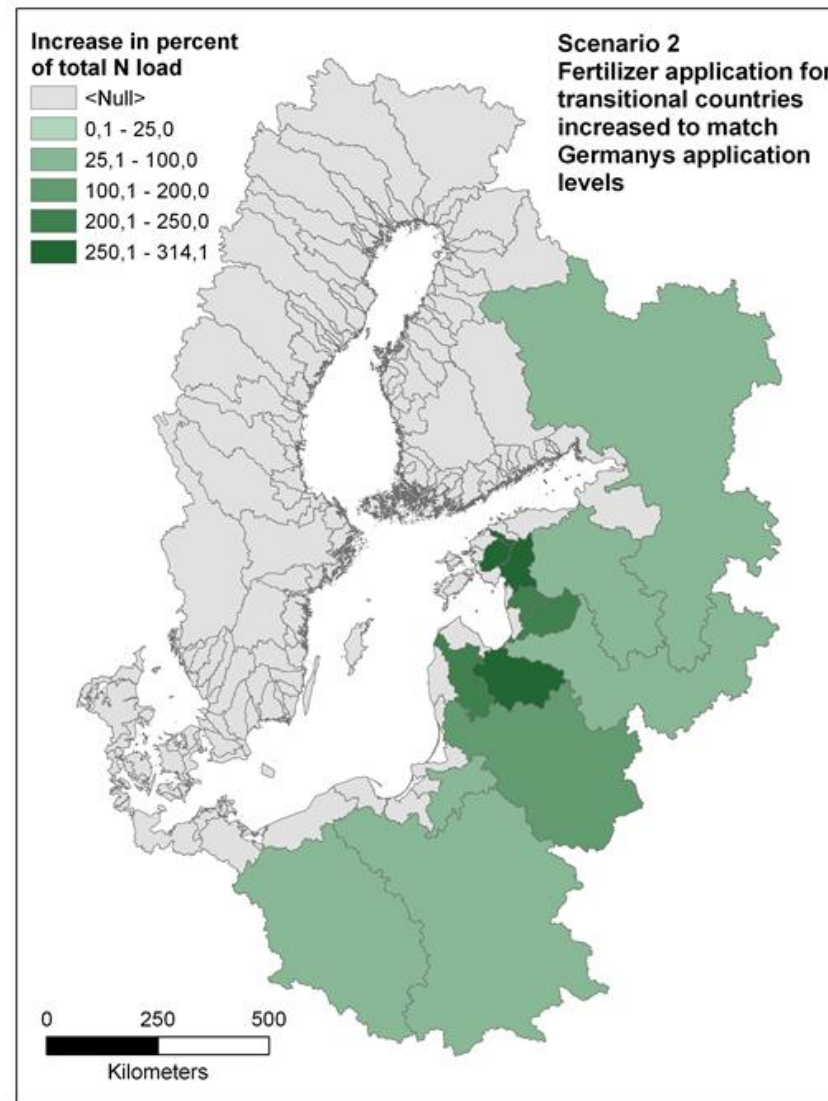 Increase in percent
of total N load
<Null>
0,1 - 25,0
25,1 - 100,0
100,1 - 200,0
200,1 - 250,0
250,1 - 314,1
Scenario 2
Fertilizer application for
transitional countries
increased to match
Germanys application
levels
0 250 500
Kilometers